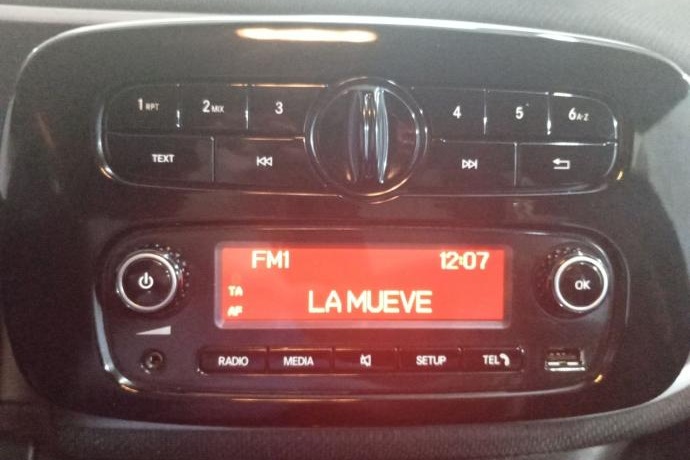 1 RPT 2 MIX 3 4 5 6 A-Z
TEXT
FM1 12:07
TA
LA MUEVE
AF
OK
RADIO MEDIA SETUP TEL